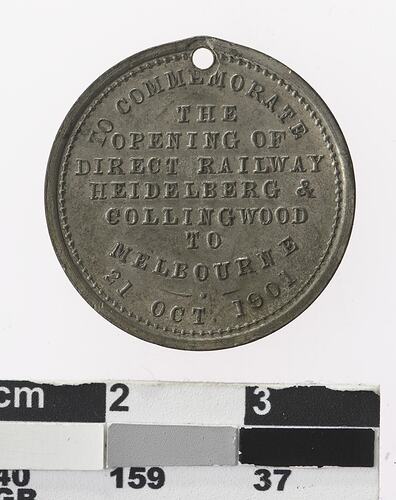 TO COMMEMORATE
THE
OPENING OF
DIRECT RAILWAY
HEIDELBERG &
COLLINGWOOD
TO
MELBOURNE
21 OCT. 1901
cm 2 3
40 159 37
GR